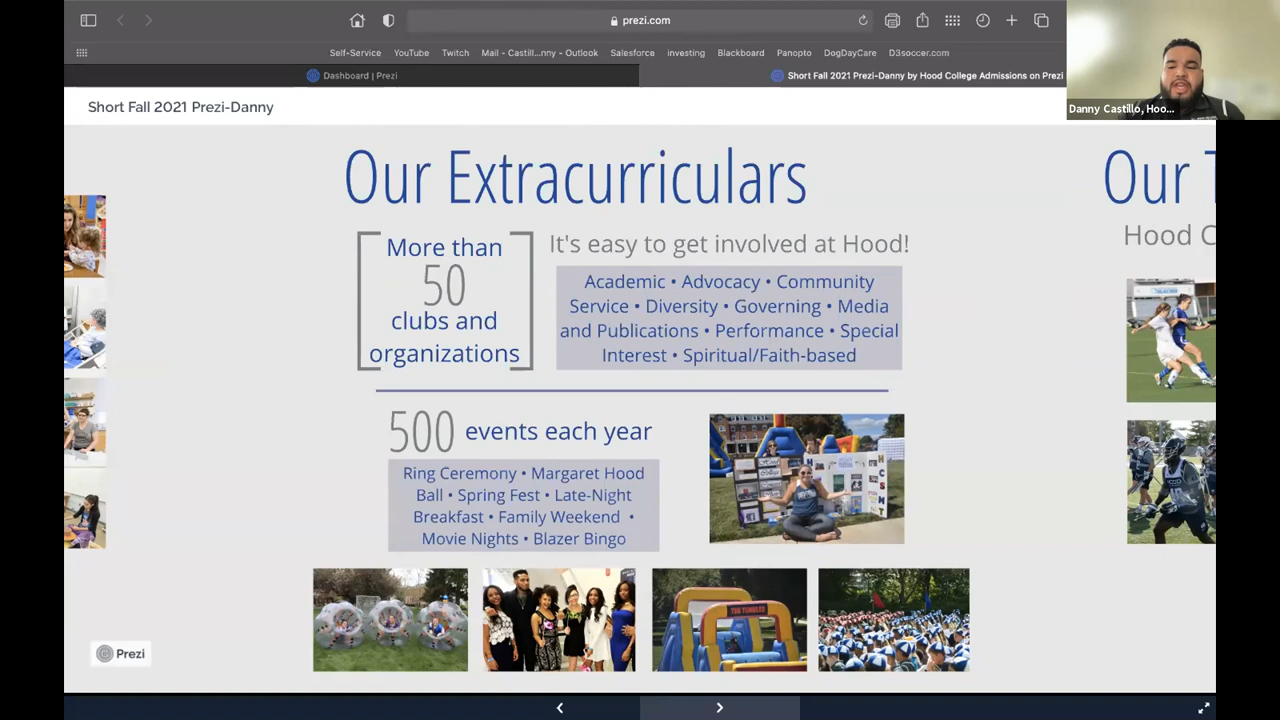 prezi.com
Self-Service YouTube Twitch Mail - Castill...nny - Outlook Salesforce investing Blackboard Panopto DogDayCare D3soccer.com
Dashboard | Prezi
Short Fall 2021 Prezi-Danny by Hood College Admissions on Prezi
Danny Castillo, Hoo...
Short Fall 2021 Prezi-Danny
Our Extracurriculars
More than
50
clubs and
organizations
It's easy to get involved at Hood!
Academic • Advocacy • Community
Service • Diversity • Governing • Media
and Publications • Performance • Special
Interest • Spiritual/Faith-based
500 events each year
Ring Ceremony • Margaret Hood
Ball • Spring Fest • Late-Night
Breakfast • Family Weekend •
Movie Nights • Blazer Bingo
Our
Hood
Prezi